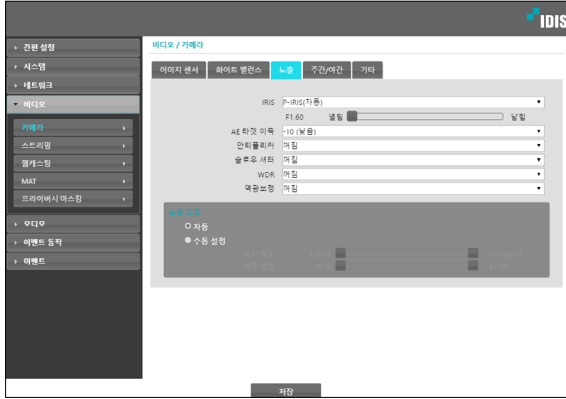 IDIS
간편 설정
시스템
네트워크
비디오
카메라
스트리밍
웹캐스팅
MAT
프라이버시 마스킹
오디오
이벤트 동작
이벤트
비디오 / 카메라
이미지 센서 화이트 밸런스 노출 주간/야간 기타
IRIS P-IRIS(자동)
F1.60 열림 닫힘
AE 타겟 이득 -10 (낮음)
안티플리커 꺼짐
슬로우 셔터 꺼짐
WDR 꺼짐
역광보정 꺼짐
노출 조정
자동
수동 설정
저장